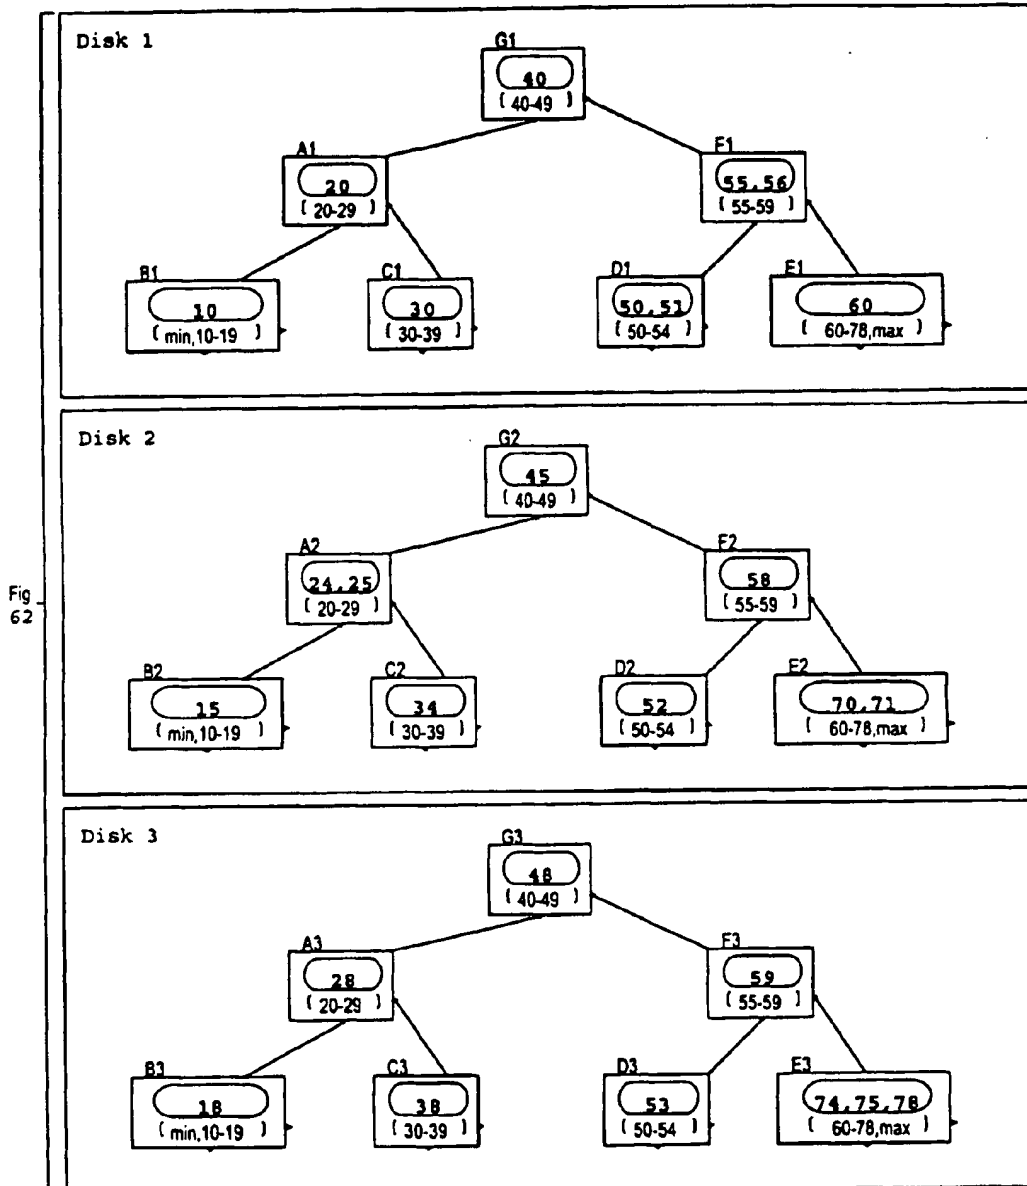 Disk 1
G1
40
( 40-49 )
A1
20
( 20-29 )
F1
55,56
( 55-59 )
B1
10
( min,10-19 )
C1
30
( 30-39 )
D1
50,51
( 50-54 )
E1
60
( 60-78,max )
Disk 2
G2
45
( 40-49 )
A2
24,25
( 20-29 )
F2
58
( 55-59 )
Fig
62
B2
15
( min,10-19 )
C2
34
( 30-39 )
D2
52
( 50-54 )
E2
70,71
( 60-78,max )
Disk 3
G3
48
( 40-49 )
A3
28
( 20-29 )
F3
59
( 55-59 )
B3
18
( min,10-19 )
C3
38
( 30-39 )
D3
53
( 50-54 )
E3
74,75,78
( 60-78,max )